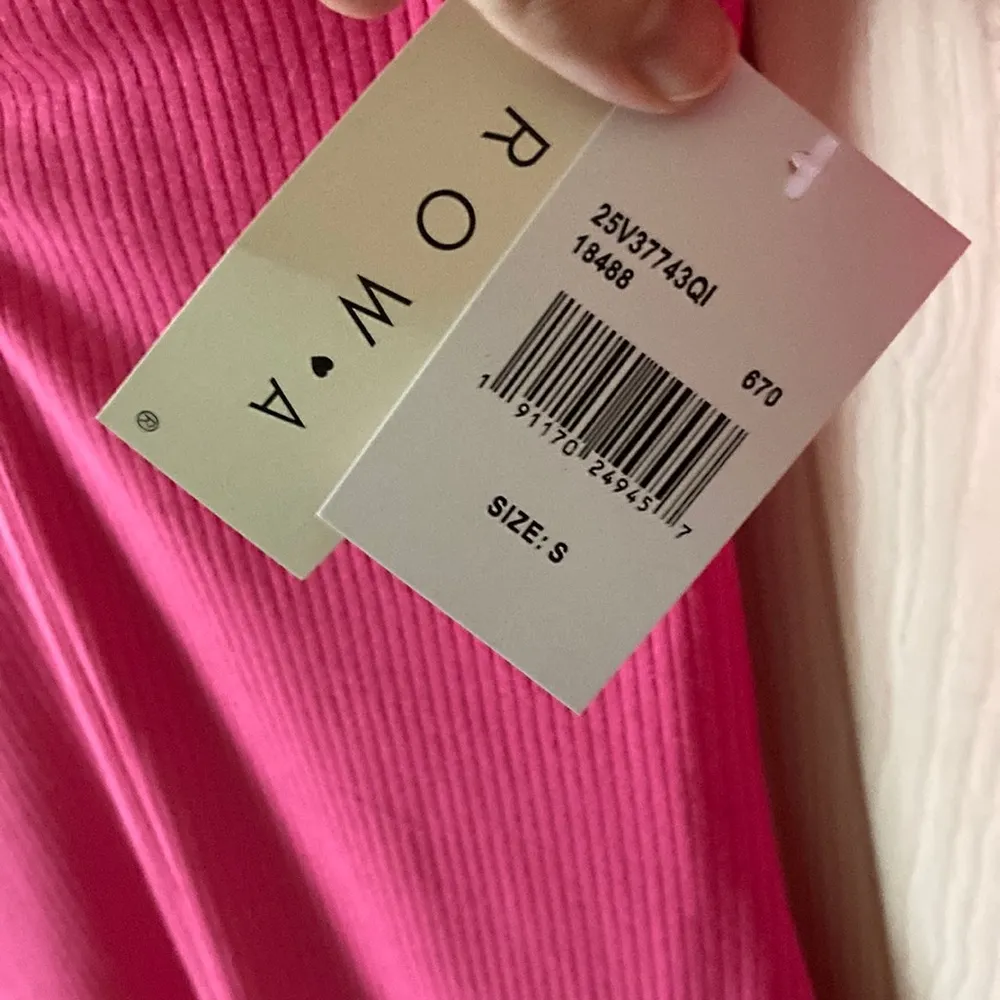 ROW♥A
®
25V37743QI
18488
670
1 91170 24945 7
SIZE: S